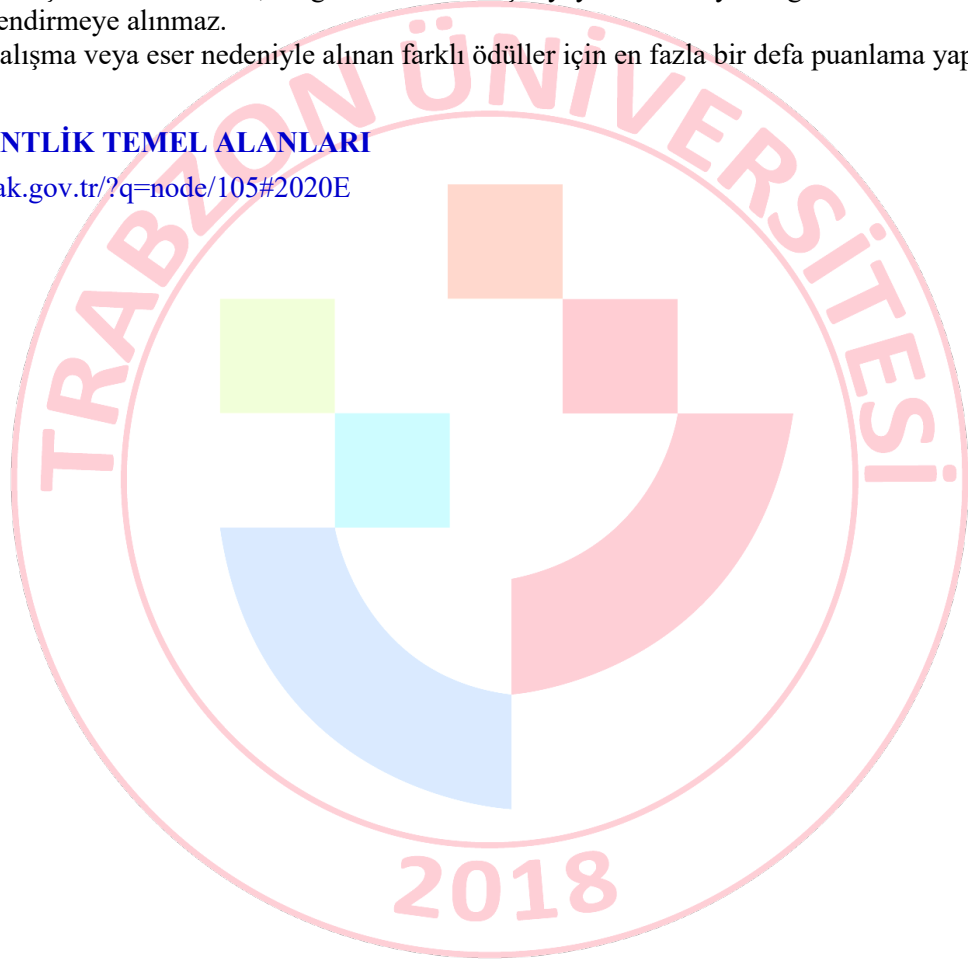 endirmeye alınmaz.
alışma veya eser nedeniyle alınan farklı ödüller için en fazla bir defa puanlama yap
NTLİK TEMEL ALANLARI
ak.gov.tr/?q=node/105#2020E
TRABZON ÜNİVERSİTESİ
2018